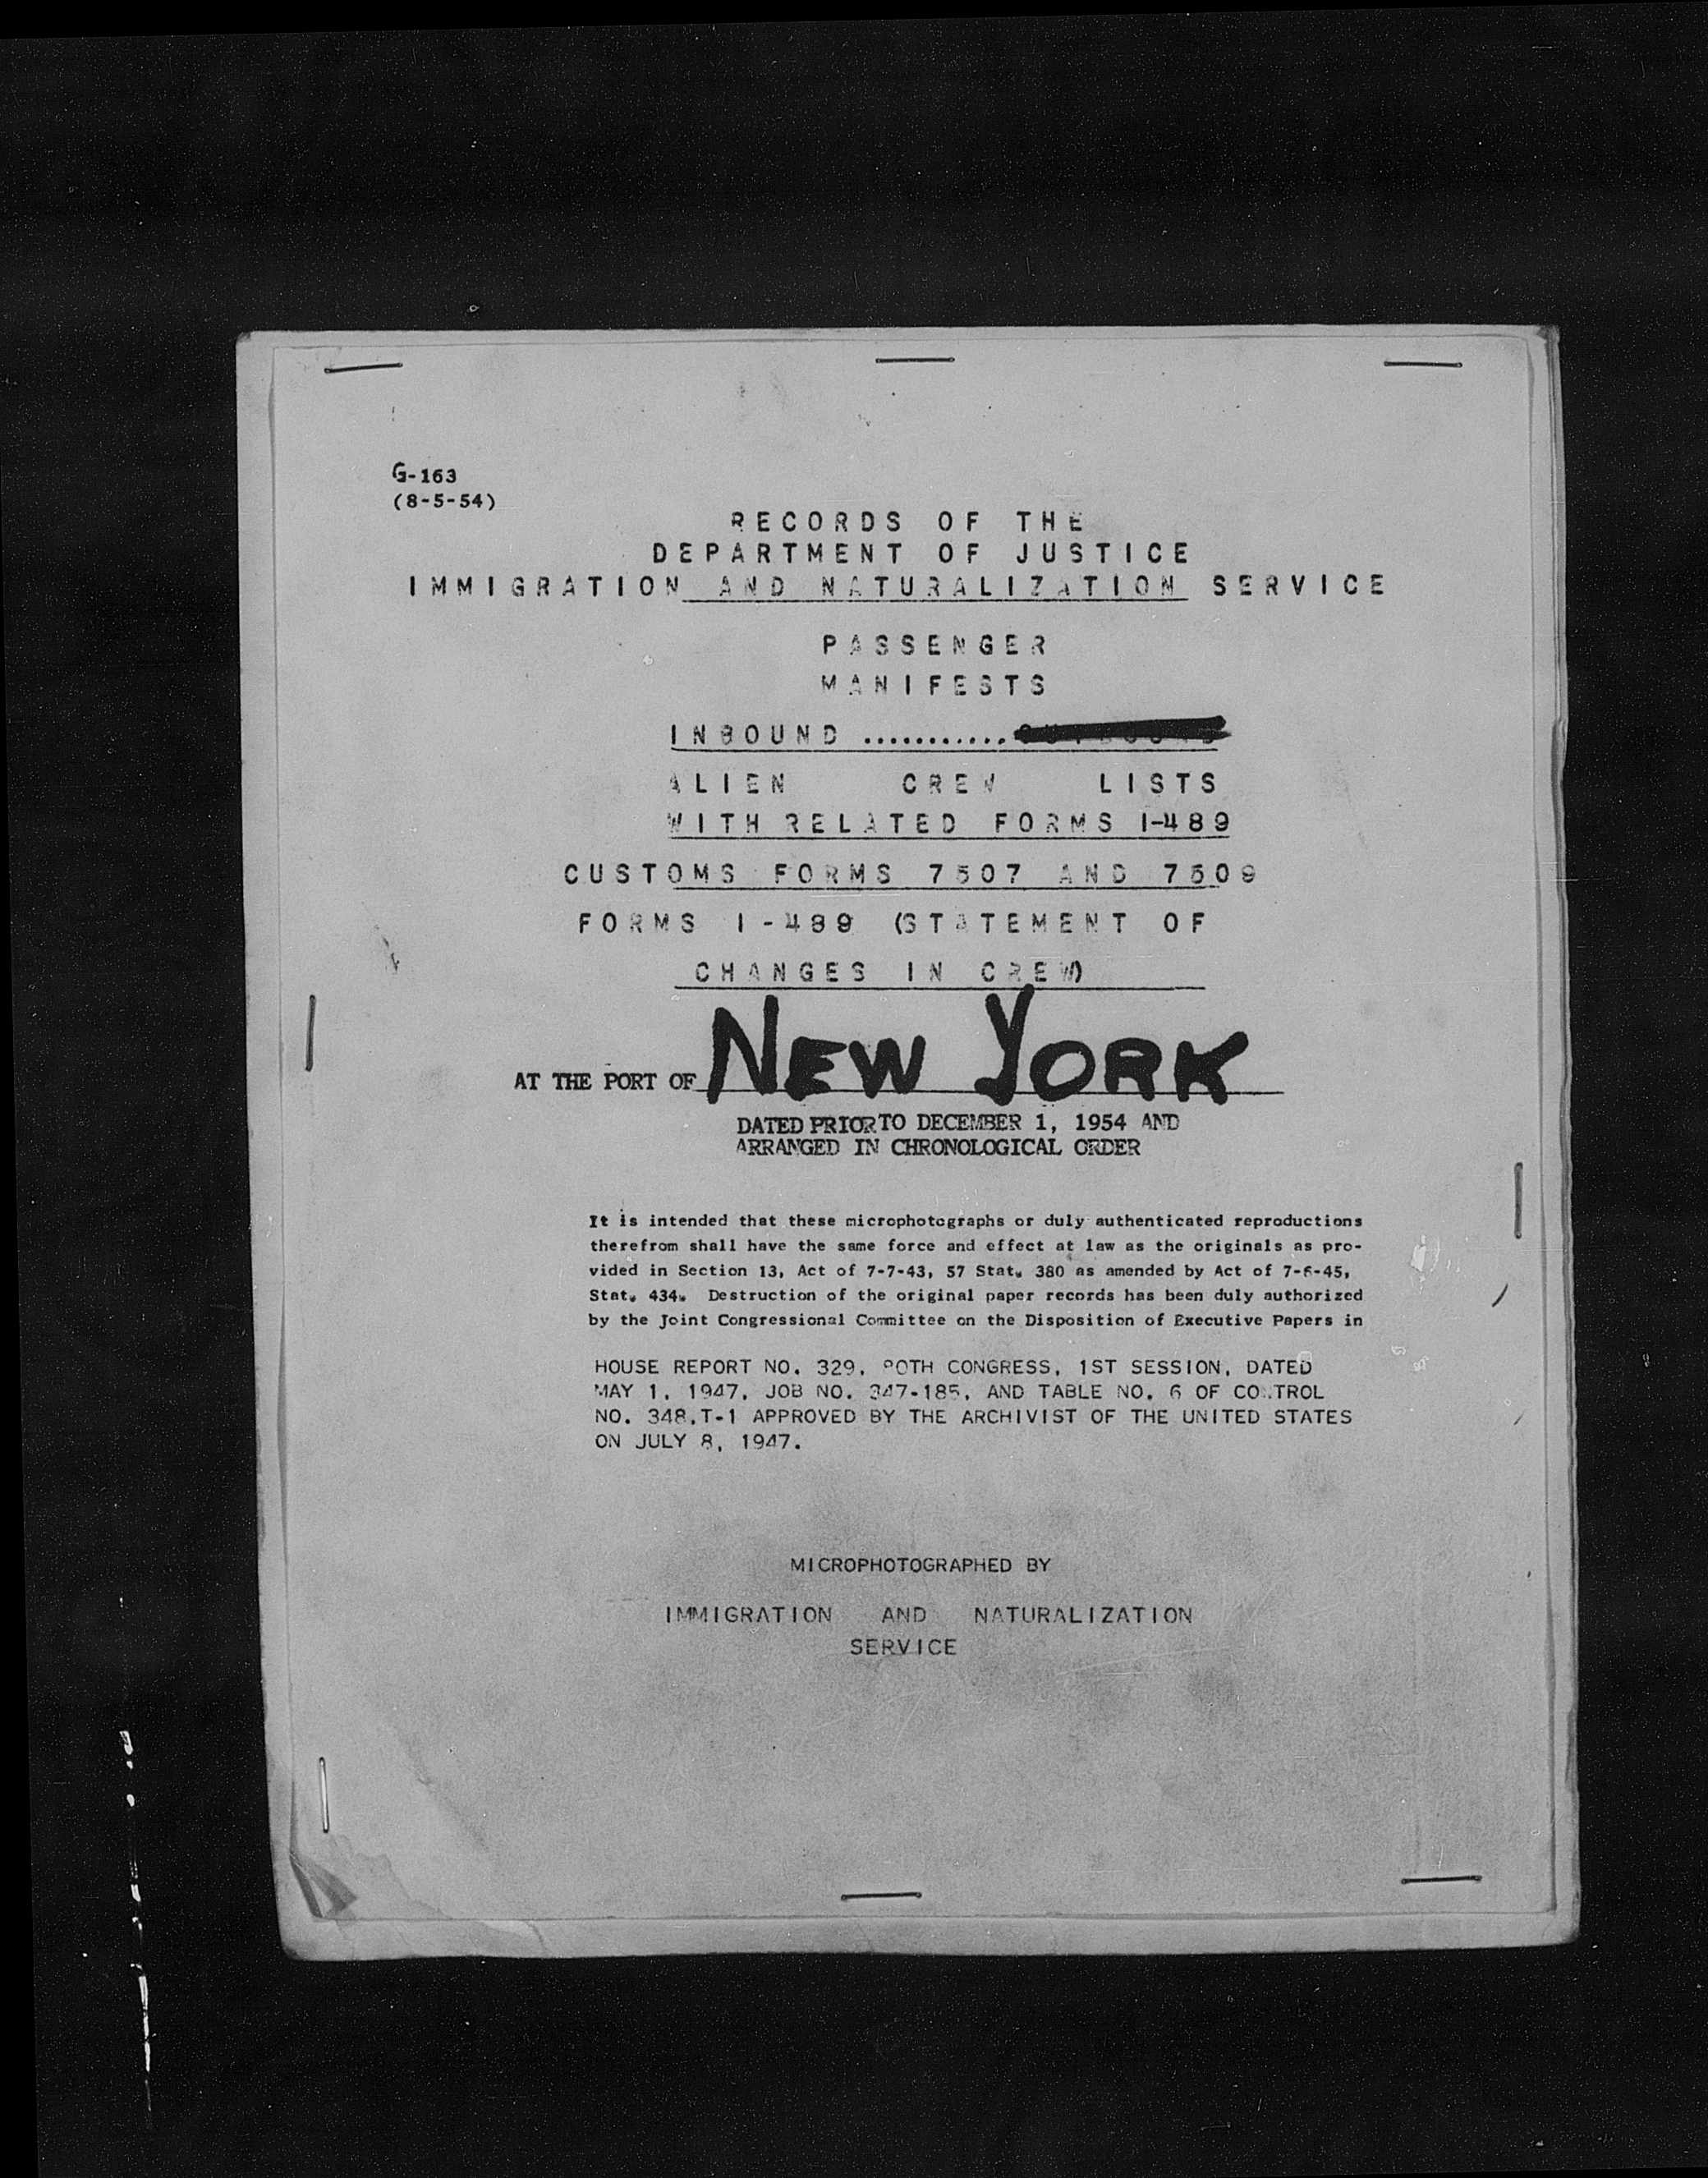 G-163
(8-5-54)
RECORDS OF THE
DEPARTMENT OF JUSTICE
IMMIGRATION AND NATURALIZATION SERVICE
PASSENGER
MANIFESTS
INBOUND ...........
ALIEN CREW LISTS
WITH RELATED FORMS I-489
CUSTOMS FORMS 7507 AND 7509
FORMS I-489 (STATEMENT OF
CHANGES IN CREW)
AT THE PORT OF NEW YORK
DATED PRIOR TO DECEMBER 1, 1954 AND
ARRANGED IN CHRONOLOGICAL ORDER
It is intended that these microphotographs or duly authenticated reproductions
therefrom shall have the same force and effect at law as the originals as pro-
vided in Section 13, Act of 7-7-43, 57 Stat. 380 as amended by Act of 7-6-45,
Stat. 434. Destruction of the original paper records has been duly authorized
by the Joint Congressional Committee on the Disposition of Executive Papers in
HOUSE REPORT NO. 329, 80TH CONGRESS, 1ST SESSION, DATED
MAY 1, 1947, JOB NO. 347-185, AND TABLE NO. 6 OF CONTROL
NO. 348,T-1 APPROVED BY THE ARCHIVIST OF THE UNITED STATES
ON JULY 8, 1947.
MICROPHOTOGRAPHED BY
IMMIGRATION AND NATURALIZATION
SERVICE